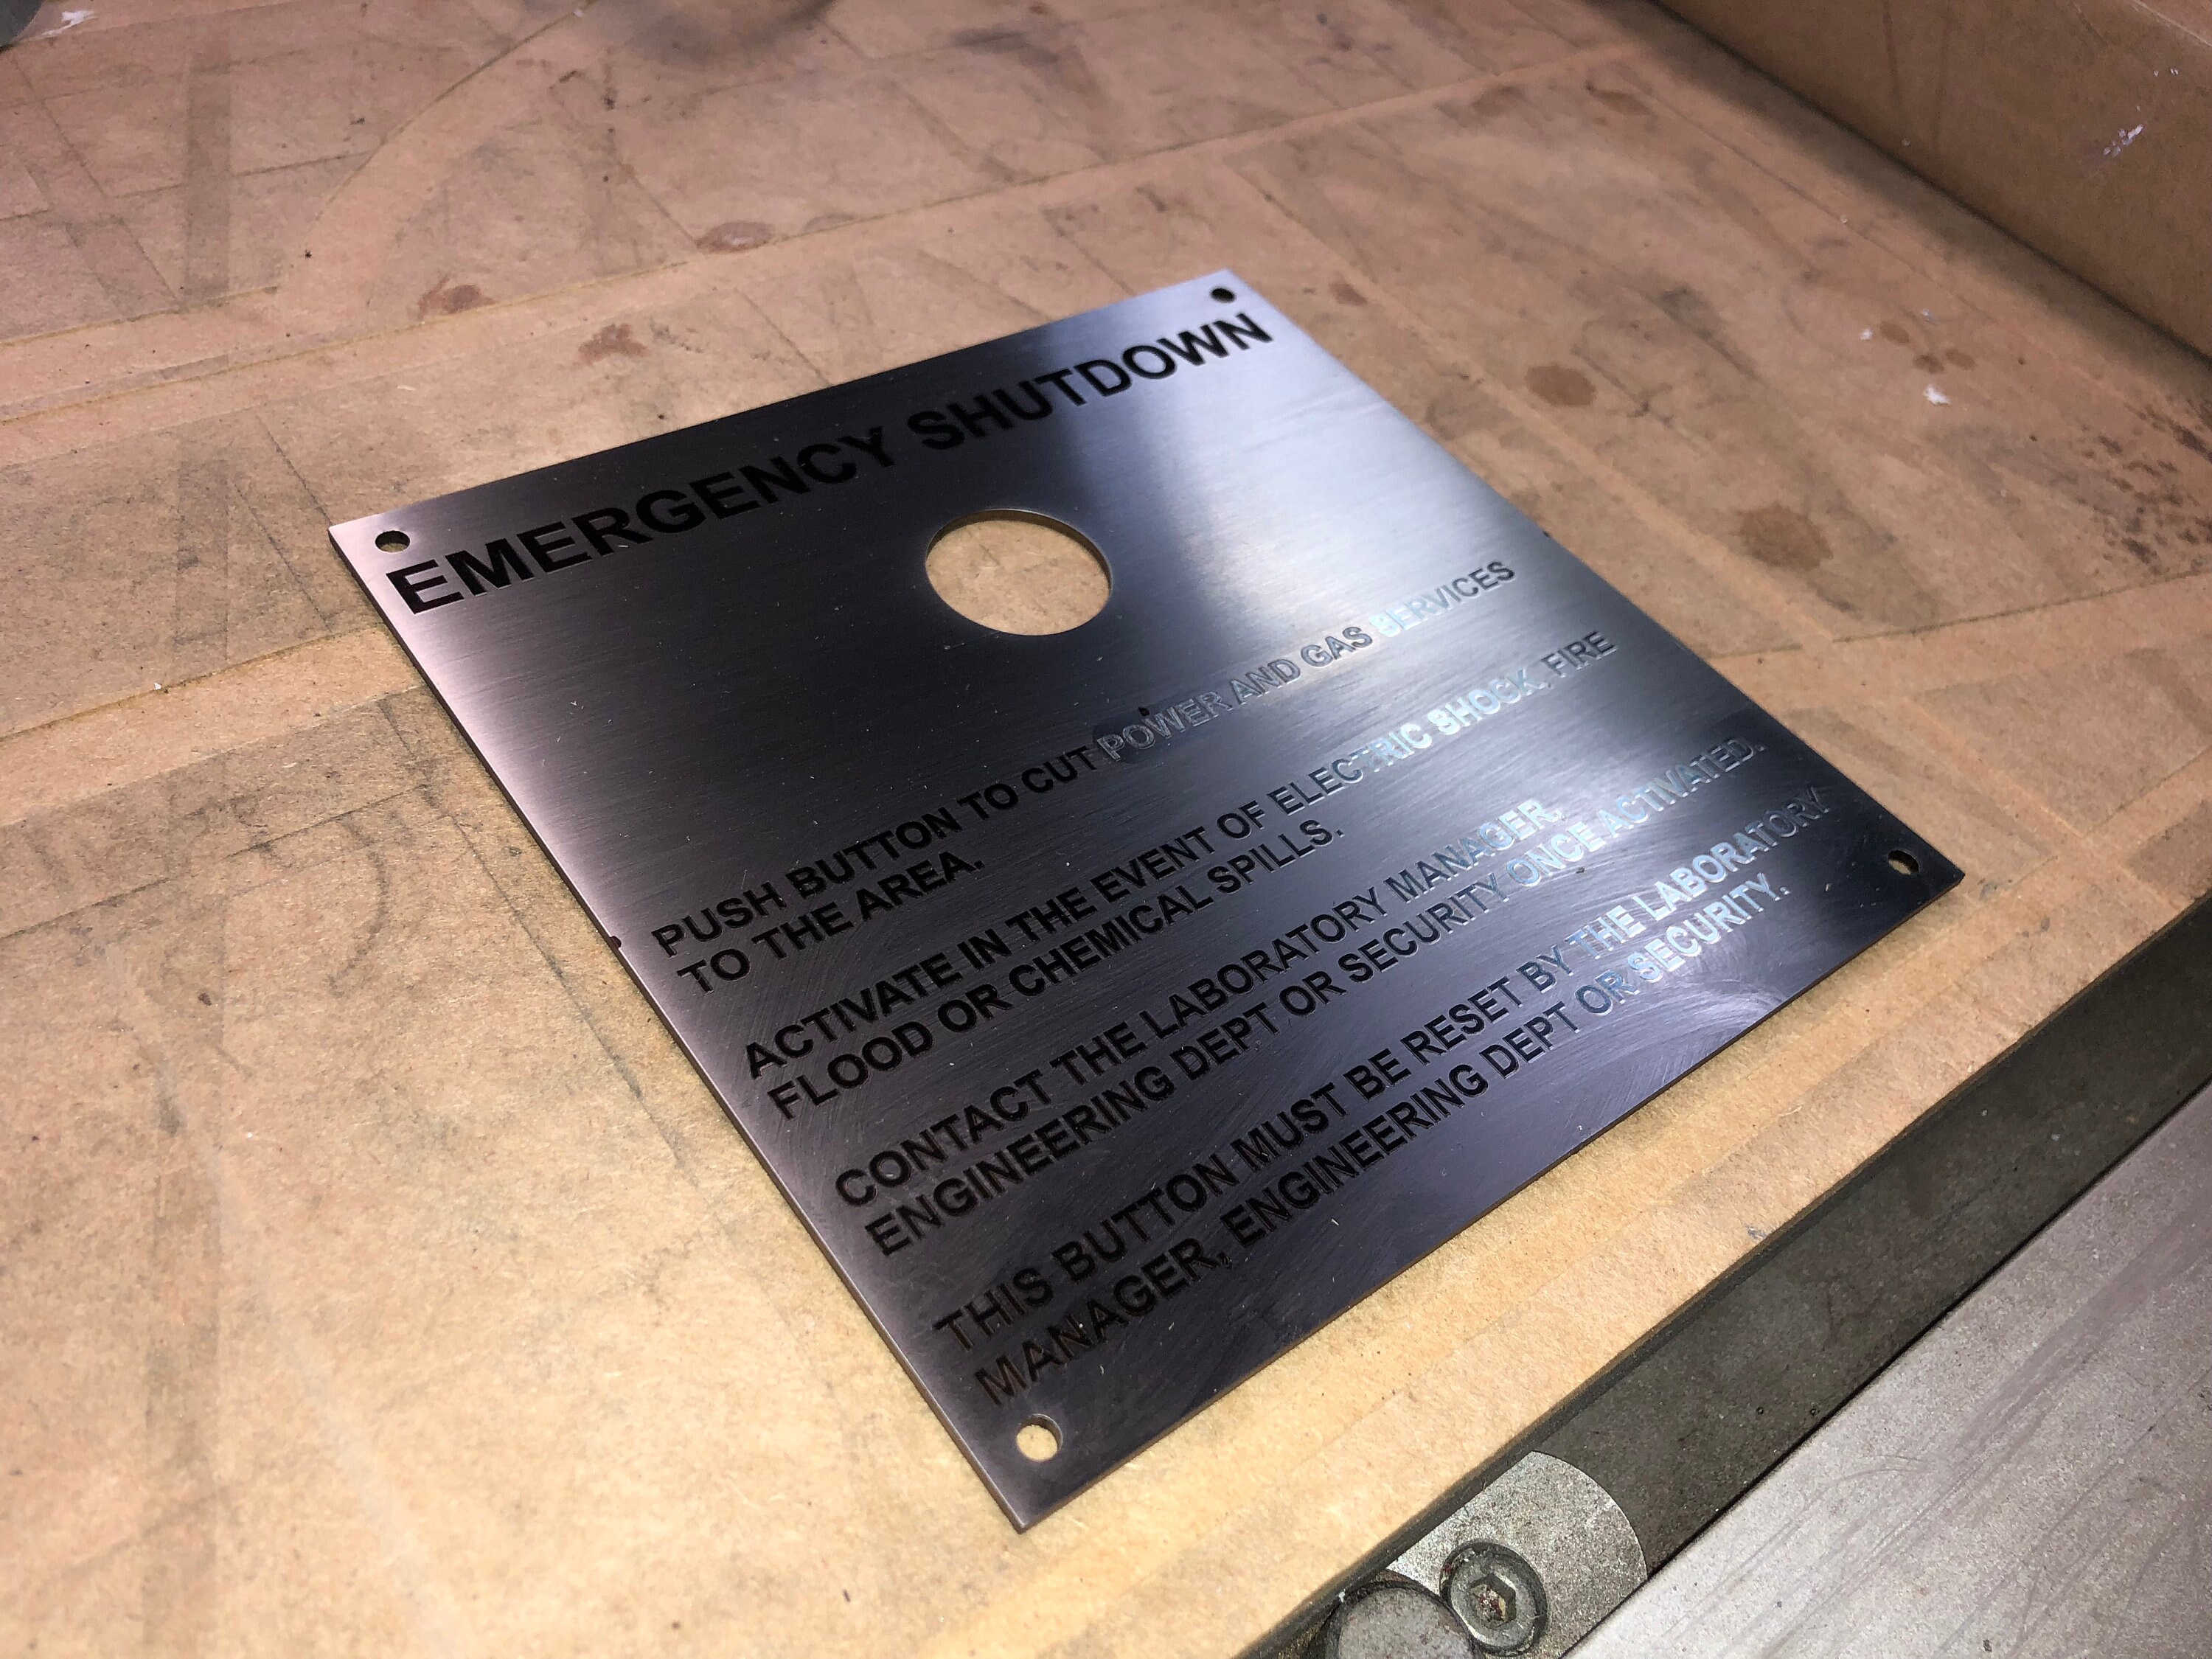 EMERGENCY SHUTDOWN
PUSH BUTTON TO CUT POWER AND GAS SERVICES
TO THE AREA.
ACTIVATE IN THE EVENT OF ELECTRIC SHOCK, FIRE
FLOOD OR CHEMICAL SPILLS.
CONTACT THE LABORATORY MANAGER,
ENGINEERING DEPT OR SECURITY ONCE ACTIVATED.
THIS BUTTON MUST BE RESET BY THE LABORATORY
MANAGER, ENGINEERING DEPT OR SECURITY.